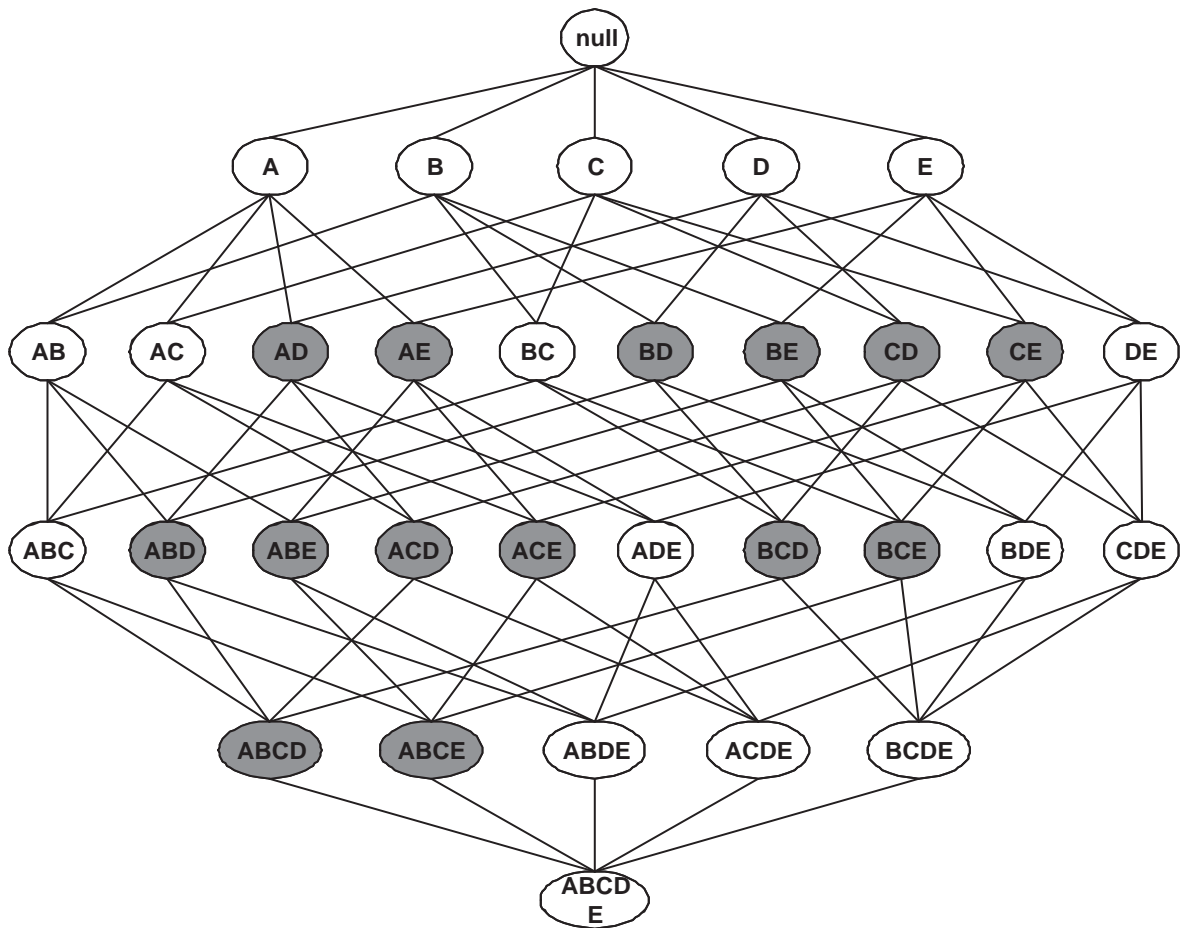 null
A B C D E
AB AC AD AE BC BD BE CD CE DE
ABC ABD ABE ACD ACE ADE BCD BCE BDE CDE
ABCD ABCE ABDE ACDE BCDE
ABCD
E